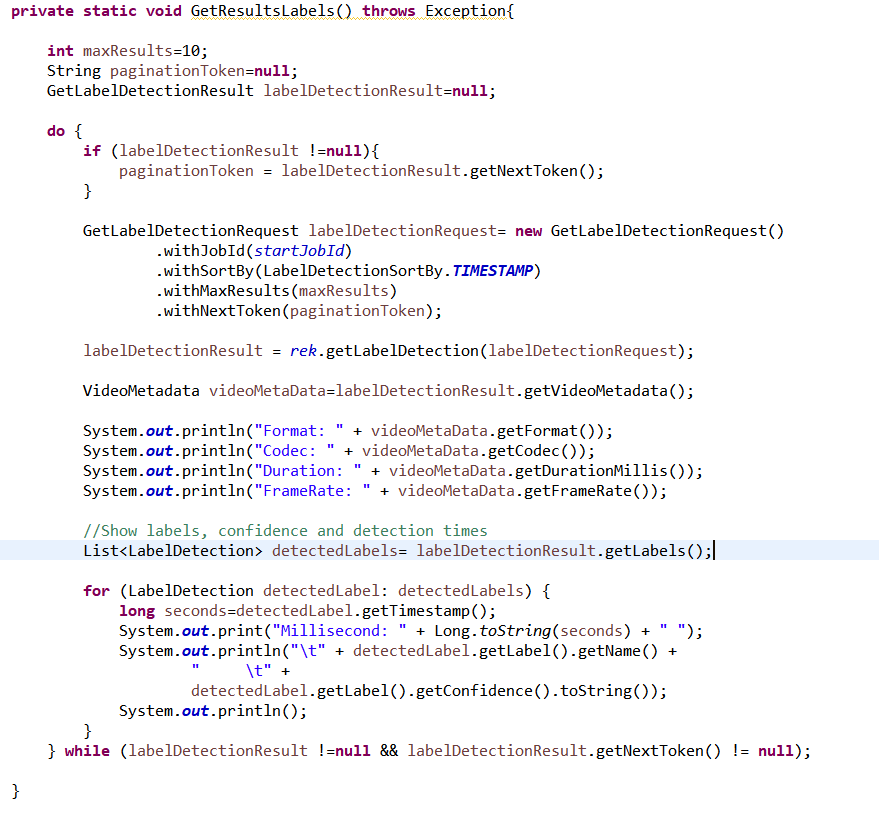 private static void GetResultsLabels() throws Exception{
int maxResults=10;
String paginationToken=null;
GetLabelDetectionResult labelDetectionResult=null;
do {
if (labelDetectionResult !=null){
paginationToken = labelDetectionResult.getNextToken();
}
GetLabelDetectionRequest labelDetectionRequest= new GetLabelDetectionRequest()
.withJobId(startJobId)
.withSortBy(LabelDetectionSortBy.TIMESTAMP)
.withMaxResults(maxResults)
.withNextToken(paginationToken);
labelDetectionResult = rek.getLabelDetection(labelDetectionRequest);
VideoMetadata videoMetaData=labelDetectionResult.getVideoMetadata();
System.out.println("Format: " + videoMetaData.getFormat());
System.out.println("Codec: " + videoMetaData.getCodec());
System.out.println("Duration: " + videoMetaData.getDurationMillis());
System.out.println("FrameRate: " + videoMetaData.getFrameRate());
//Show labels, confidence and detection times
List<LabelDetection> detectedLabels= labelDetectionResult.getLabels();
for (LabelDetection detectedLabel: detectedLabels) {
long seconds=detectedLabel.getTimestamp();
System.out.print("Millisecond: " + Long.toString(seconds) + " ");
System.out.println("\t" + detectedLabel.getLabel().getName() +
"     \t" +
detectedLabel.getLabel().getConfidence().toString());
System.out.println();
}
} while (labelDetectionResult !=null && labelDetectionResult.getNextToken() != null);
}